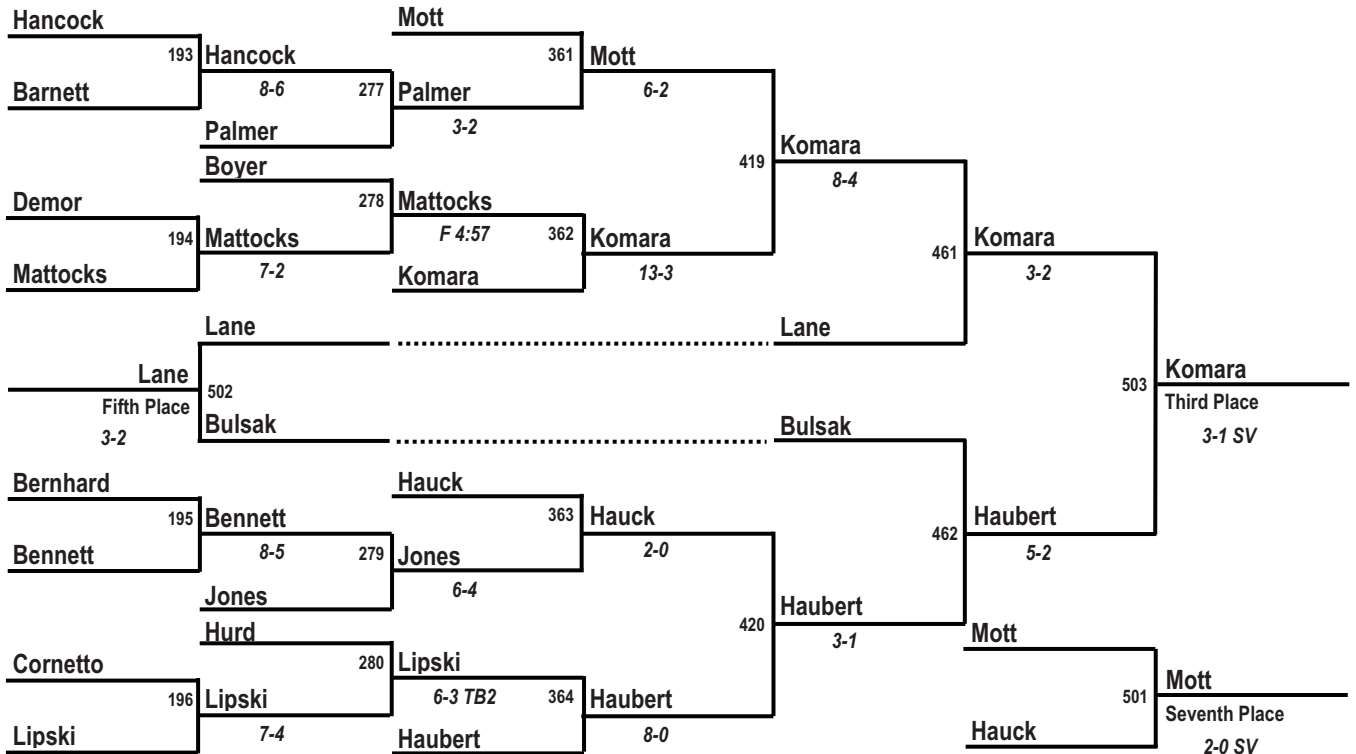 Hancock
193
Barnett
Hancock
8-6
277
Palmer
Mott
361
Palmer
3-2
Mott
6-2
Boyer
278
Demor
194
Mattocks
Mattocks
7-2
Mattocks
F 4:57
362
Komara
Komara
13-3
419
Komara
8-4
461
Komara
3-2
Lane
Lane
Lane
Fifth Place
3-2
502
Bulsak
Bulsak
503
Komara
Third Place
3-1 SV
Bernhard
195
Bennett
Bennett
8-5
279
Jones
Hauck
363
Jones
6-4
Hauck
2-0
462
Haubert
5-2
Hurd
280
Cornetto
196
Lipski
Lipski
7-4
Lipski
6-3 TB2
364
Haubert
Haubert
8-0
420
Haubert
3-1
Mott
501
Hauck
Mott
Seventh Place
2-0 SV